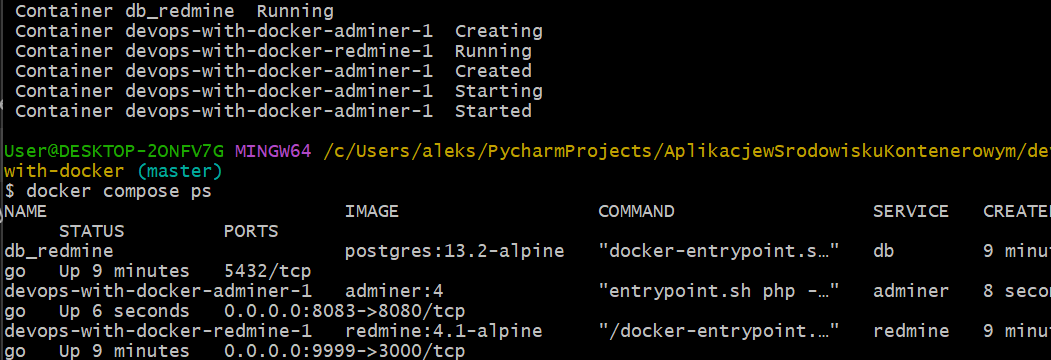 Container db_redmine  Running
Container devops-with-docker-adminer-1  Creating
Container devops-with-docker-redmine-1  Running
Container devops-with-docker-adminer-1  Created
Container devops-with-docker-adminer-1  Starting
Container devops-with-docker-adminer-1  Started
User@DESKTOP-2ONFV7G MINGW64 /c/Users/aleks/PycharmProjects/AplikacjewSrodowiskuKontenerowym/de
with-docker (master)
$ docker compose ps
NAME                           IMAGE                  COMMAND                  SERVICE   CREATE
     STATUS         PORTS
db_redmine                     postgres:13.2-alpine   "docker-entrypoint.s…"   db        9 minu
go   Up 9 minutes   5432/tcp
devops-with-docker-adminer-1   adminer:4              "entrypoint.sh php -…"   adminer   8 seco
go   Up 6 seconds   0.0.0.0:8083->8080/tcp
devops-with-docker-redmine-1   redmine:4.1-alpine     "/docker-entrypoint.…"   redmine   9 minu
go   Up 9 minutes   0.0.0.0:9999->3000/tcp